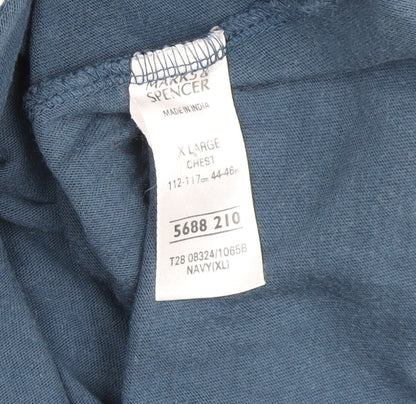 MARKS &
SPENCER
MADE IN INDIA
X LARGE
CHEST
112-117cm 44-46in
5688 210
T28 08324/1065B
NAVY(XL)